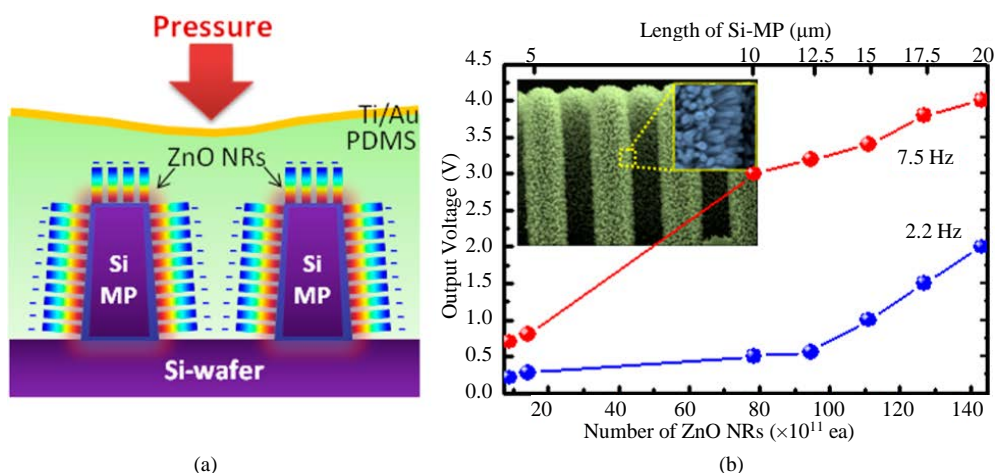 Pressure
Ti/Au
PDMS
ZnO NRs
Si
MP
Si
MP
Si-wafer
(a)
Length of Si-MP (μm)
5 10 12.5 15 17.5 20
Output Voltage (V)
4.5
4.0
3.5
3.0
2.5
2.0
1.5
1.0
0.5
0.0
7.5 Hz
2.2 Hz
20 40 60 80 100 120 140
Number of ZnO NRs (×10¹¹ ea)
(b)